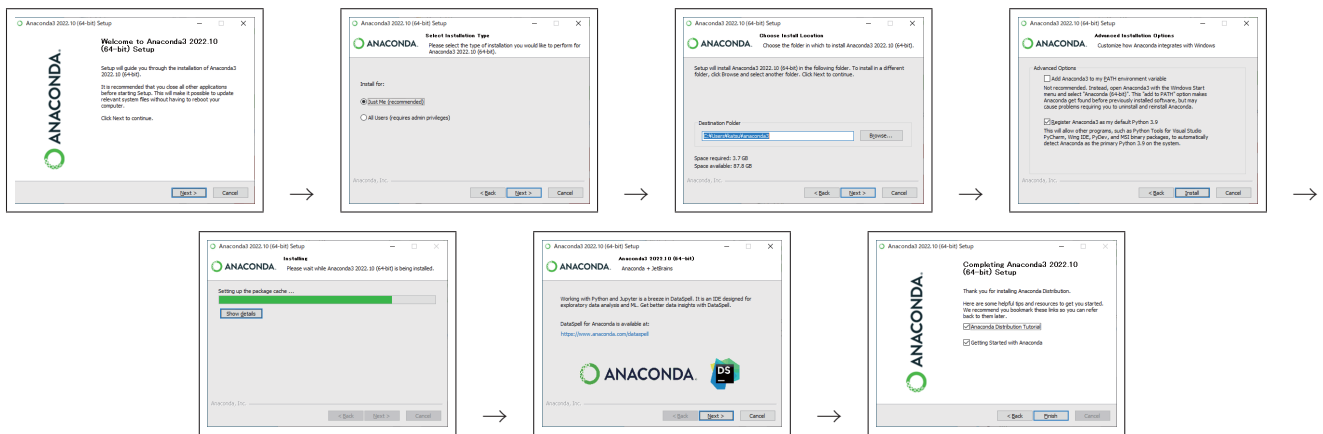 Anaconda3 2022.10 (64-bit) Setup
ANACONDA.
Welcome to Anaconda3 2022.10
(64-bit) Setup
Setup will guide you through the installation of Anaconda3
2022.10 (64-bit).
It is recommended that you close all other applications
before starting Setup. This will make it possible to update
relevant system files without having to reboot your
computer.
Click Next to continue.
Next >
Cancel
→
Anaconda3 2022.10 (64-bit) Setup
ANACONDA.
Select Installation Type
Please select the type of installation you would like to perform for
Anaconda3 2022.10 (64-bit).
Install for:
Just Me (recommended)
All Users (requires admin privileges)
Anaconda, Inc.
< Back
Next >
Cancel
→
Anaconda3 2022.10 (64-bit) Setup
ANACONDA.
Choose Install Location
Choose the folder in which to install Anaconda3 2022.10 (64-bit).
Setup will install Anaconda3 2022.10 (64-bit) in the following folder. To install in a different
folder, click Browse and select another folder. Click Next to continue.
Destination Folder
C:¥Users¥katsu¥anaconda3
Browse...
Space required: 3.7 GB
Space available: 87.8 GB
Anaconda, Inc.
< Back
Next >
Cancel
→
Anaconda3 2022.10 (64-bit) Setup
ANACONDA.
Advanced Installation Options
Customize how Anaconda integrates with Windows
Advanced Options
Add Anaconda3 to my PATH environment variable
Not recommended. Instead, open Anaconda3 with the Windows Start
menu and select "Anaconda (64-bit)". This "add to PATH" option makes
Anaconda get found before previously installed software, but may
cause problems requiring you to uninstall and reinstall Anaconda.
Register Anaconda3 as my default Python 3.9
This will allow other programs, such as Python Tools for Visual Studio
PyCharm, Wing IDE, PyDev, and MSI binary packages, to automatically
detect Anaconda as the primary Python 3.9 on the system.
Anaconda, Inc.
< Back
Install
Cancel
→
Anaconda3 2022.10 (64-bit) Setup
ANACONDA.
Installing
Please wait while Anaconda3 2022.10 (64-bit) is being installed.
Setting up the package cache ...
Show details
Anaconda, Inc.
< Back
Next >
Cancel
→
Anaconda3 2022.10 (64-bit) Setup
ANACONDA.
Anaconda3 2022.10 (64-bit)
Anaconda + JetBrains
Working with Python and Jupyter is a breeze in DataSpell. It is an IDE designed for
exploratory data analysis and ML. Get better data insights with DataSpell.
DataSpell for Anaconda is available at:
https://www.anaconda.com/dataspell
ANACONDA.
DS
Anaconda, Inc.
< Back
Next >
Cancel
→
Anaconda3 2022.10 (64-bit) Setup
ANACONDA.
Completing Anaconda3 2022.10
(64-bit) Setup
Thank you for installing Anaconda Distribution.
Here are some helpful tips and resources to get you started.
We recommend you bookmark these links so you can refer
back to them later.
Anaconda Distribution Tutorial
Getting Started with Anaconda
< Back
Finish
Cancel